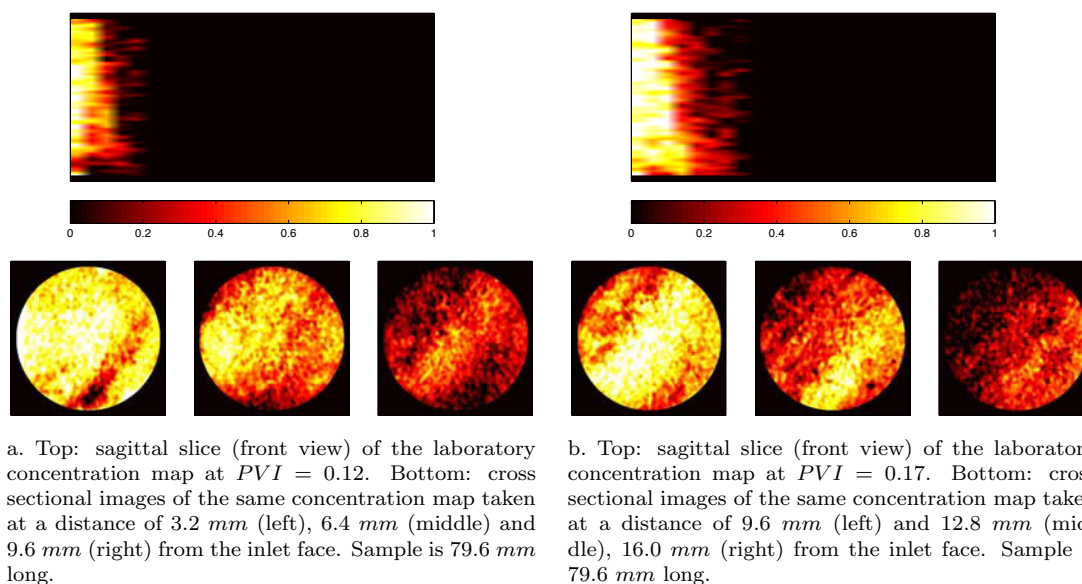 0 0.2 0.4 0.6 0.8 1
0 0.2 0.4 0.6 0.8 1
a. Top: sagittal slice (front view) of the laboratory
concentration map at PVI = 0.12. Bottom: cross
sectional images of the same concentration map taken
at a distance of 3.2 mm (left), 6.4 mm (middle) and
9.6 mm (right) from the inlet face. Sample is 79.6 mm
long.
b. Top: sagittal slice (front view) of the laborator
concentration map at PVI = 0.17. Bottom: cros
sectional images of the same concentration map take
at a distance of 9.6 mm (left) and 12.8 mm (mid
dle), 16.0 mm (right) from the inlet face. Sample
79.6 mm long.